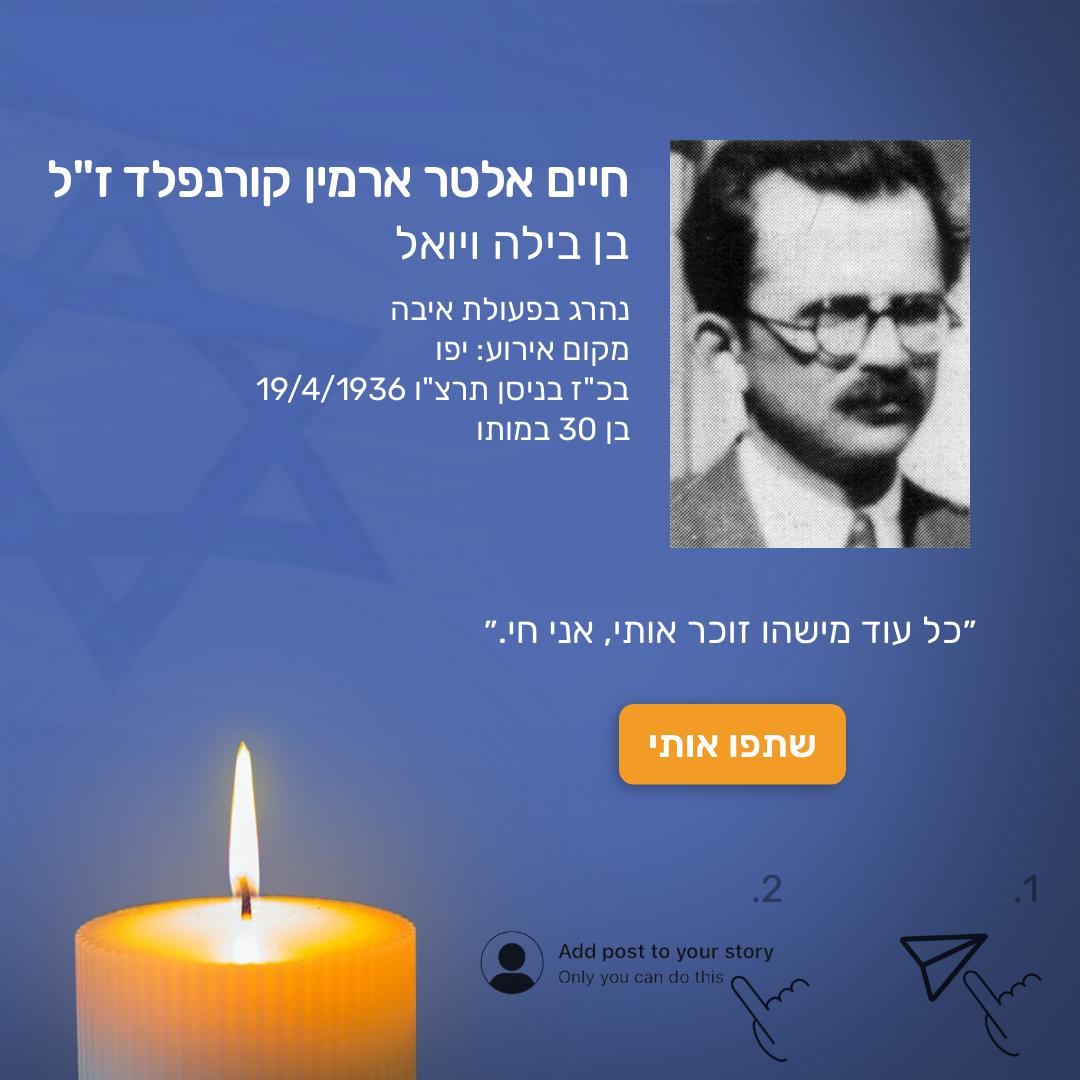 חיים אלטר ארמין קורנפלד ז"ל
בן בילה ויואל
נהרג בפעולת איבה
מקום אירוע: יפו
בכ"ז בניסן תרצ"ו 19/4/1936
בן 30 במותו
״כל עוד מישהו זוכר אותי, אני חי.״
שתפו אותי
.1
.2
Add post to your story
Only you can do this